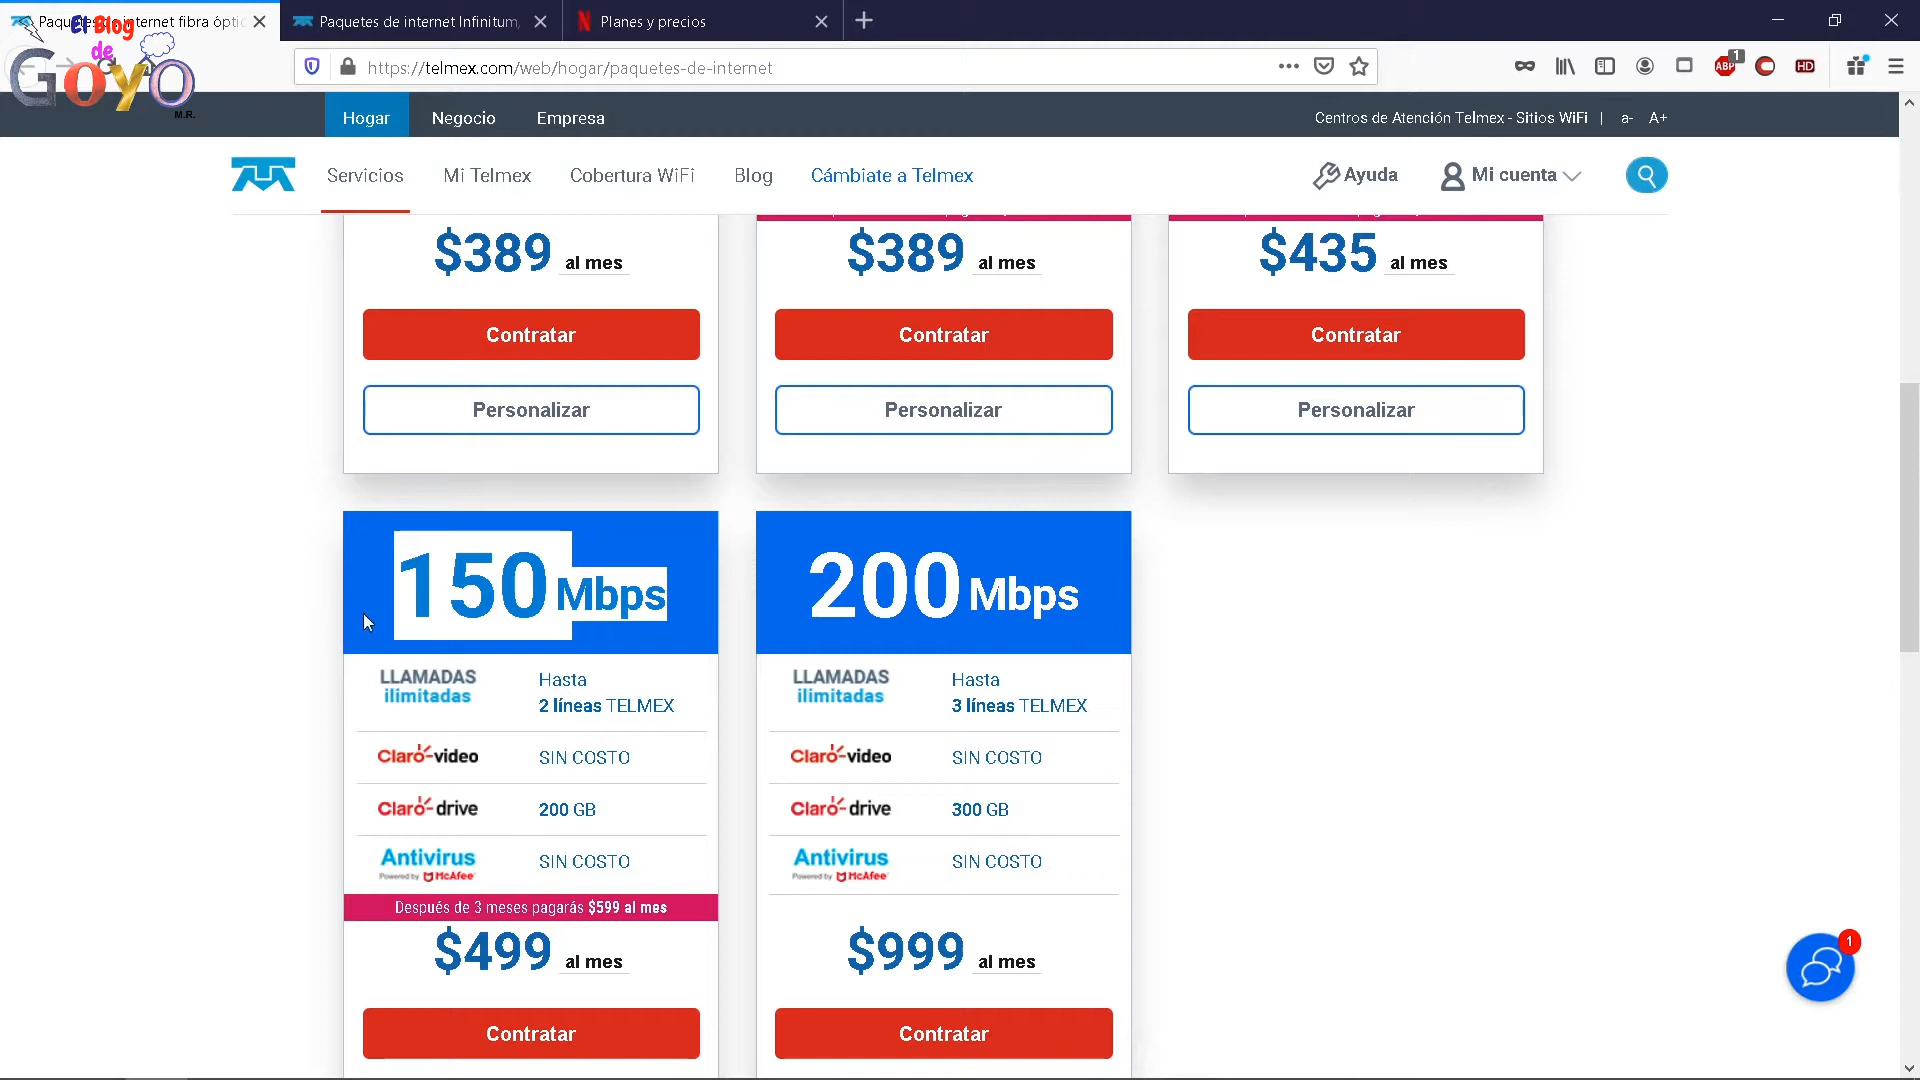 Paquetes de internet fibra ópti
Paquetes de internet Infinitum,
Planes y precios
El Blog
de
GOYO
M.R.
https://telmex.com/web/hogar/paquetes-de-internet
ABP
1
HD
Hogar
Negocio
Empresa
Centros de Atención Telmex - Sitios WiFi | a- A+
Servicios
Mi Telmex
Cobertura WiFi
Blog
Cámbiate a Telmex
Ayuda
Mi cuenta
$389 al mes
Contratar
Personalizar
$389 al mes
Contratar
Personalizar
$435 al mes
Contratar
Personalizar
150 Mbps
LLAMADAS
ilimitadas
Hasta
2 líneas TELMEX
Claro-video SIN COSTO
Claro-drive 200 GB
Antivirus SIN COSTO
Powered by McAfee
Después de 3 meses pagarás $599 al mes
$499 al mes
Contratar
200 Mbps
LLAMADAS
ilimitadas
Hasta
3 líneas TELMEX
Claro-video SIN COSTO
Claro-drive 300 GB
Antivirus SIN COSTO
Powered by McAfee
$999 al mes
Contratar
1